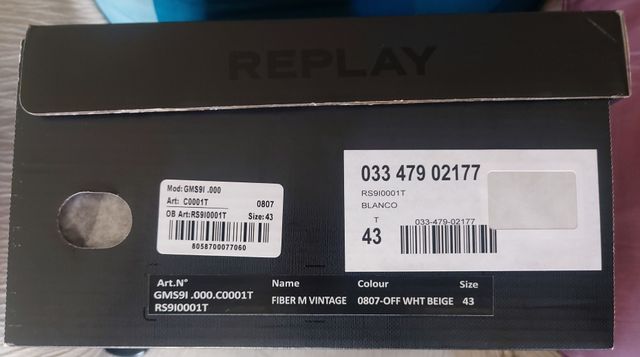 REPLAY
Mod:GMS9I .000
Art: C0001T 0807
OB Art:RS9I0001T Size:43
8058700077060
033 479 02177
RS9I0001T
BLANCO
T 033-479-02177
43
Art.N° Name Colour Size
GMS9I .000.C0001T FIBER M VINTAGE 0807-OFF WHT BEIGE 43
RS9I0001T